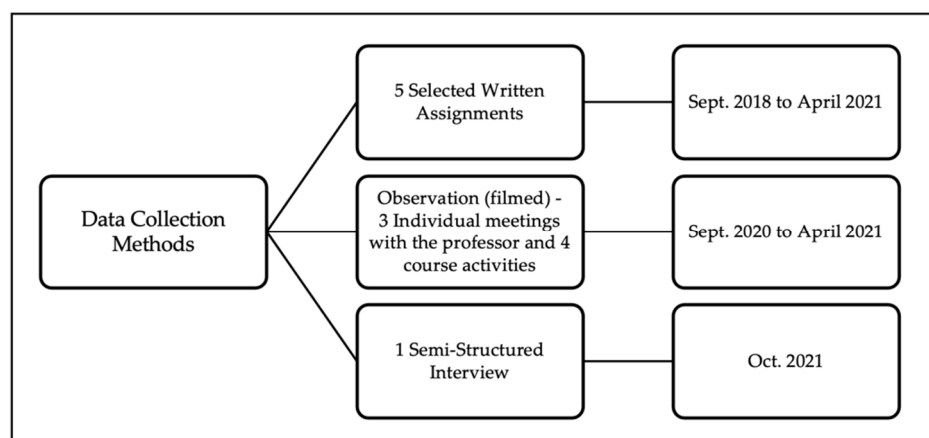 5 Selected Written
Assignments
Sept. 2018 to April 2021
Data Collection
Methods
Observation (filmed) -
3 Individual meetings
with the professor and 4
course activities
Sept. 2020 to April 2021
1 Semi-Structured
Interview
Oct. 2021